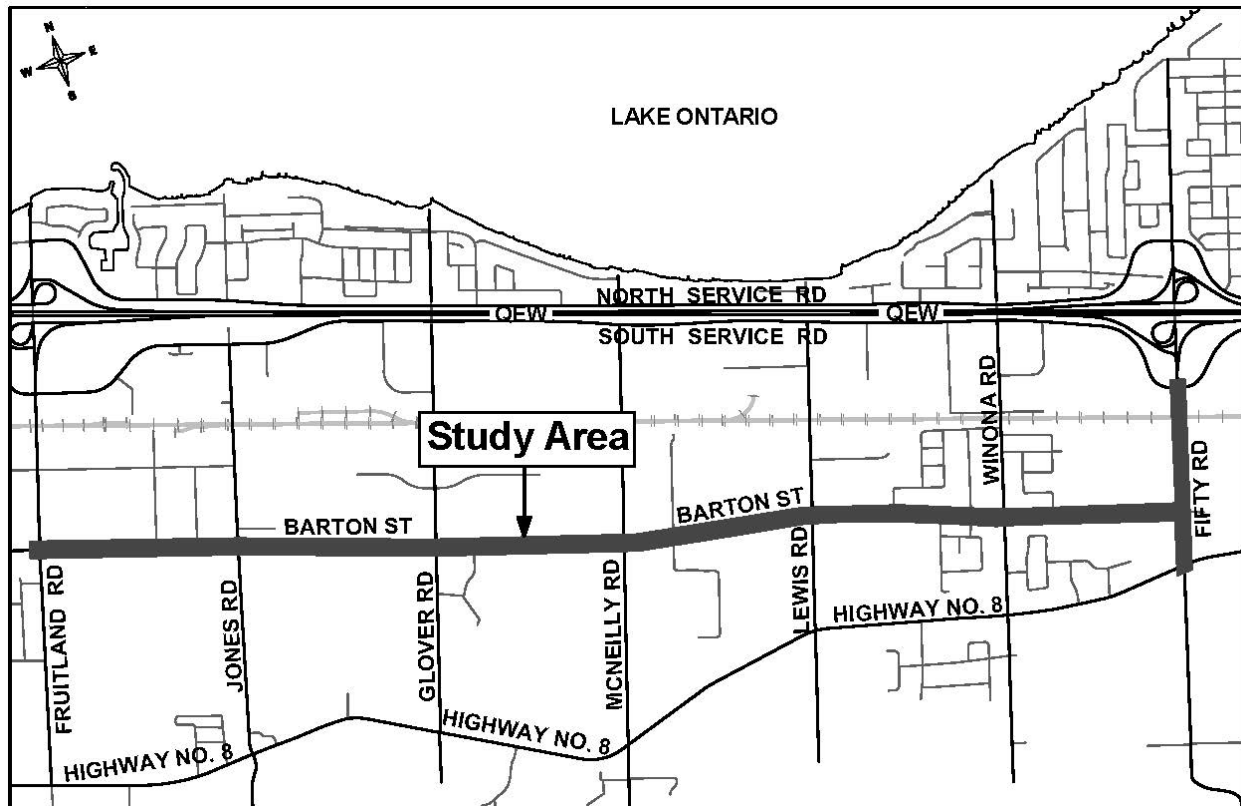 N
E
W
S
LAKE ONTARIO
NORTH SERVICE RD
QEW
QEW
SOUTH SERVICE RD
WINONA RD
Study Area
FIFTY RD
BARTON ST
BARTON ST
FRUITLAND RD
JONES RD
GLOVER RD
MCNEILLY RD
LEWIS RD
HIGHWAY NO. 8
HIGHWAY NO. 8
HIGHWAY NO. 8